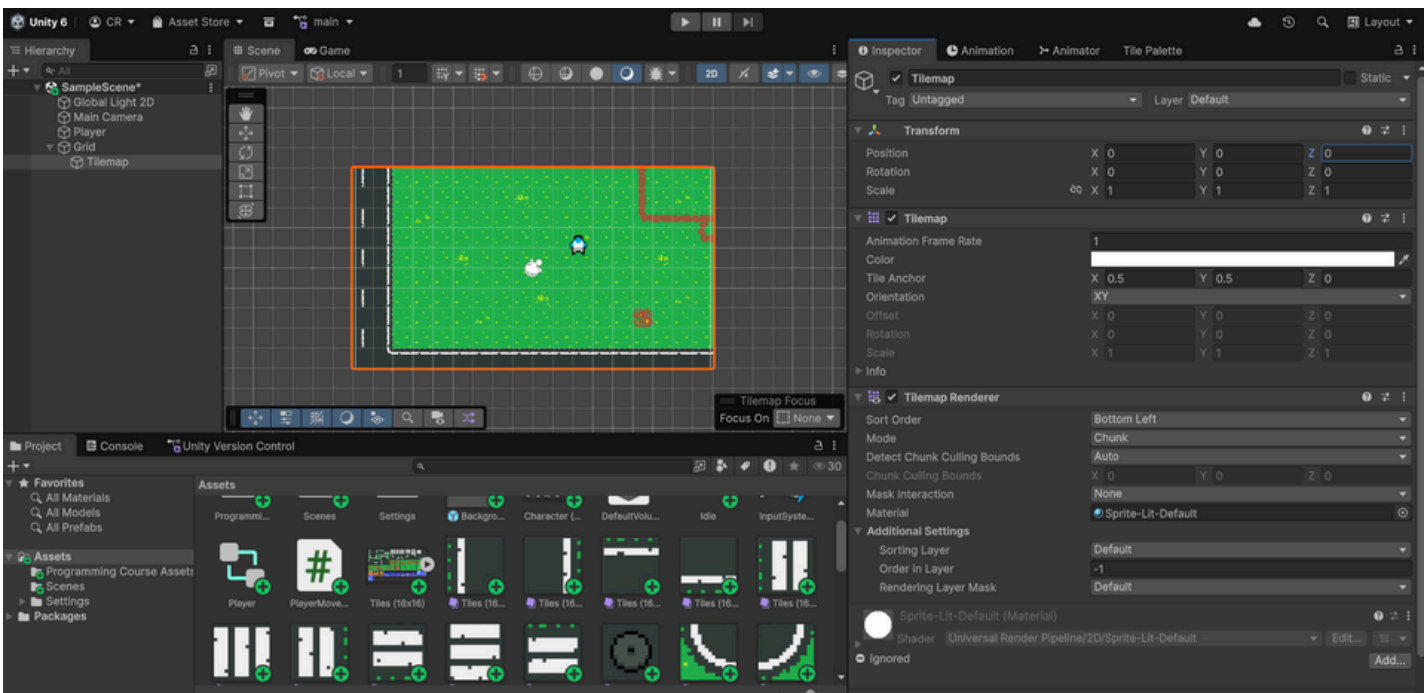 Unity 6 CR Asset Store main Layout
Hierarchy Scene Game Inspector Animation Animator Tile Palette
All Pivot Local 1 2D
SampleScene*
Global Light 2D
Main Camera
Player
Grid
Tilemap
Tilemap Static
Tag Untagged Layer Default
Transform
Position X 0 Y 0 Z 0
Rotation X 0 Y 0 Z 0
Scale X 1 Y 1 Z 1
Tilemap
Animation Frame Rate 1
Color
Tile Anchor X 0.5 Y 0.5 Z 0
Orientation XY
Offset X 0 Y 0 Z 0
Rotation X 0 Y 0 Z 0
Scale X 1 Y 1 Z 1
Info
Tilemap Renderer
Sort Order Bottom Left
Mode Chunk
Detect Chunk Culling Bounds Auto
Chunk Culling Bounds X 0 Y 0 Z 0
Mask Interaction None
Material Sprite-Lit-Default
Additional Settings
Sorting Layer Default
Order in Layer -1
Rendering Layer Mask Default
Sprite-Lit-Default (Material)
Shader Universal Render Pipeline/2D/Sprite-Lit-Default Edit...
Ignored
Add...
Tilemap Focus
Focus On None
Project Console Unity Version Control
30
Favorites
All Materials
All Models
All Prefabs
Assets
Programming Course Assets
Scenes
Settings
Packages
Assets
Programmi... Scenes Settings Backgro... Character (... DefaultVolu... Idle InputSyste...
Player PlayerMove... Tiles (16x16) Tiles (16... Tiles (16... Tiles (16... Tiles (16... Tiles (16...